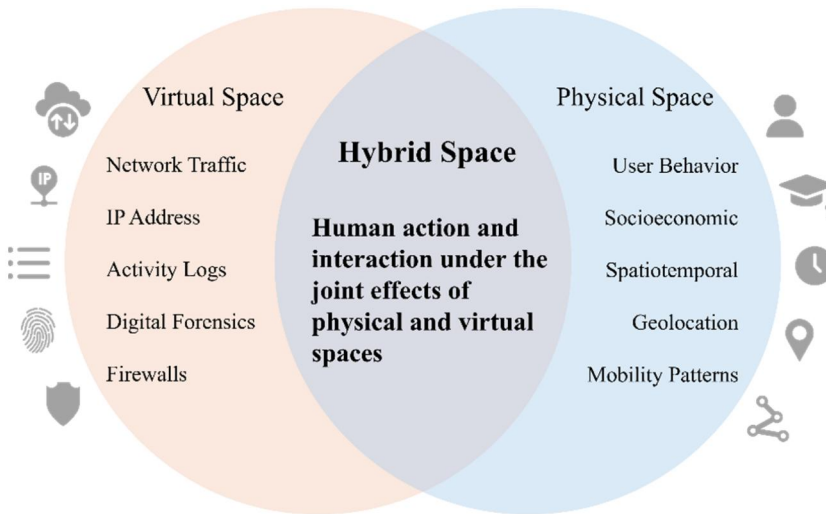 Virtual Space
Network Traffic
IP Address
Activity Logs
Digital Forensics
Firewalls
Hybrid Space
Human action and
interaction under the
joint effects of
physical and virtual
spaces
Physical Space
User Behavior
Socioeconomic
Spatiotemporal
Geolocation
Mobility Patterns
IP